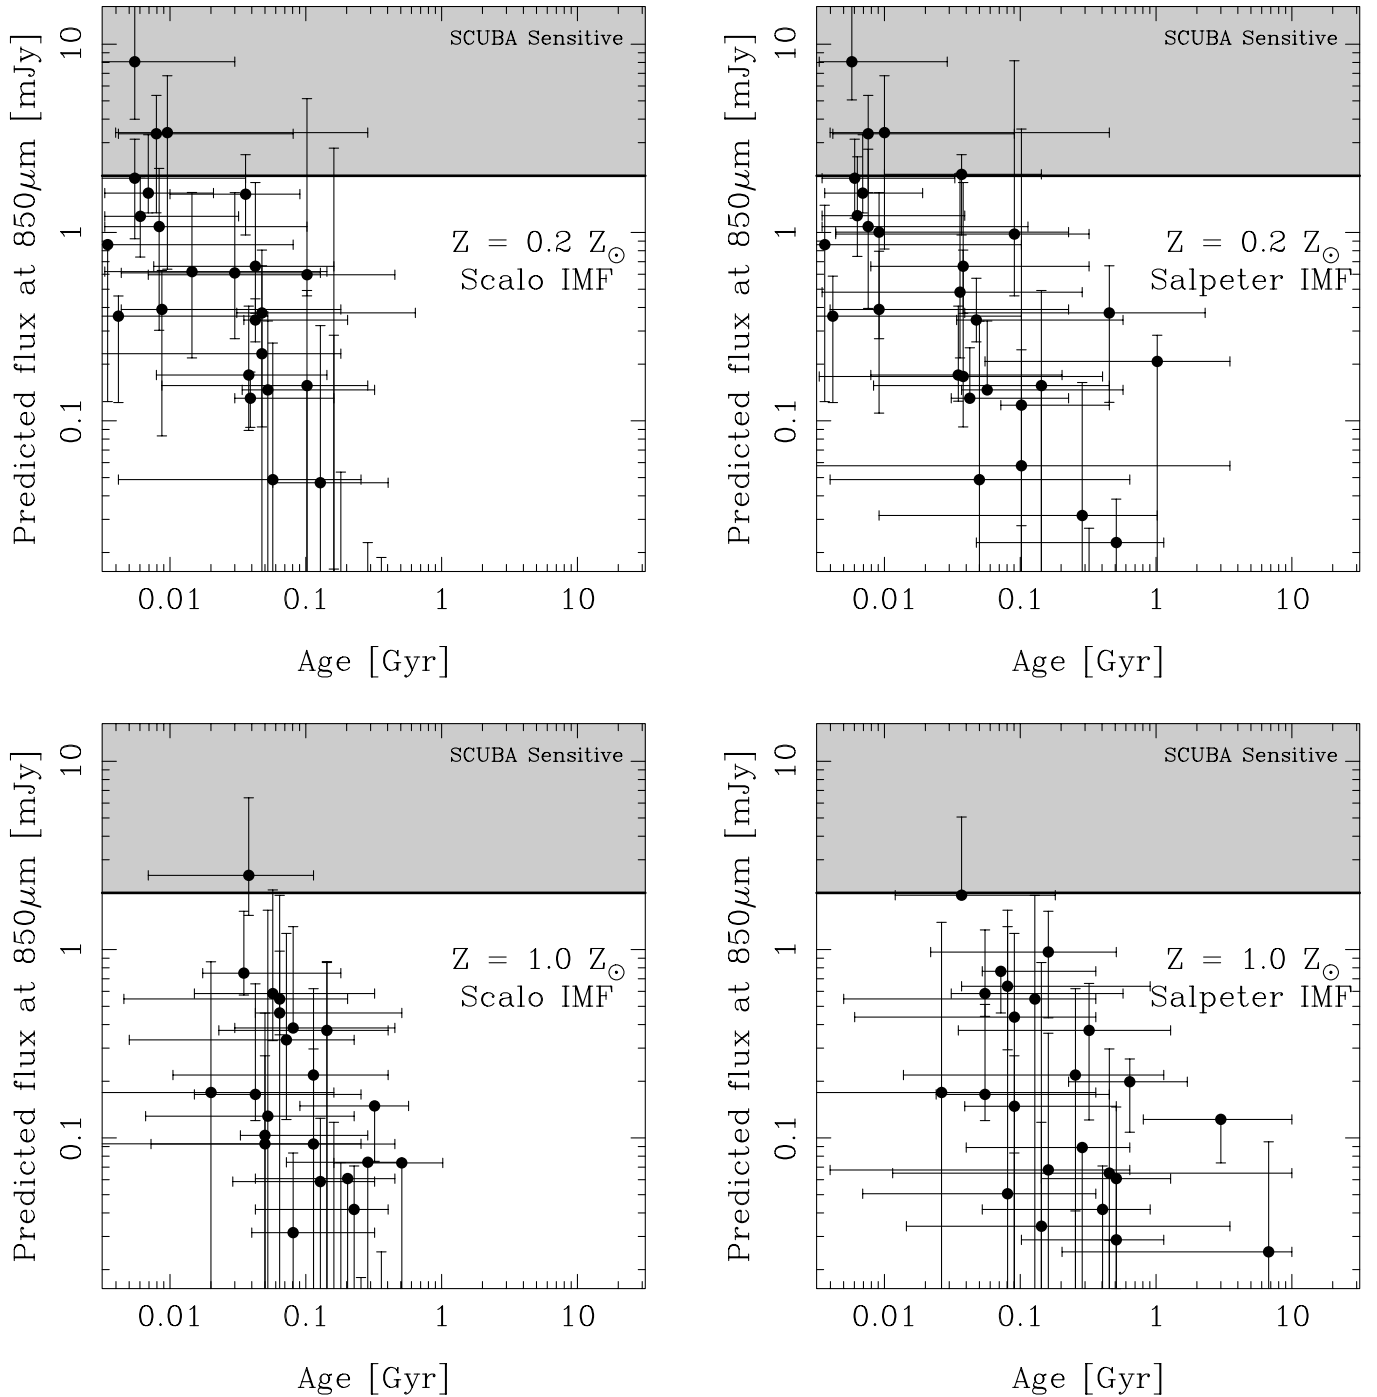 SCUBA Sensitive
Z = 0.2 Z⊙
Scalo IMF
Predicted flux at 850μm [mJy]
10
1
0.1
0.01 0.1 1 10
Age [Gyr]
SCUBA Sensitive
Z = 0.2 Z⊙
Salpeter IMF
Predicted flux at 850μm [mJy]
10
1
0.1
0.01 0.1 1 10
Age [Gyr]
SCUBA Sensitive
Z = 1.0 Z⊙
Scalo IMF
Predicted flux at 850μm [mJy]
10
1
0.1
0.01 0.1 1 10
Age [Gyr]
SCUBA Sensitive
Z = 1.0 Z⊙
Salpeter IMF
Predicted flux at 850μm [mJy]
10
1
0.1
0.01 0.1 1 10
Age [Gyr]